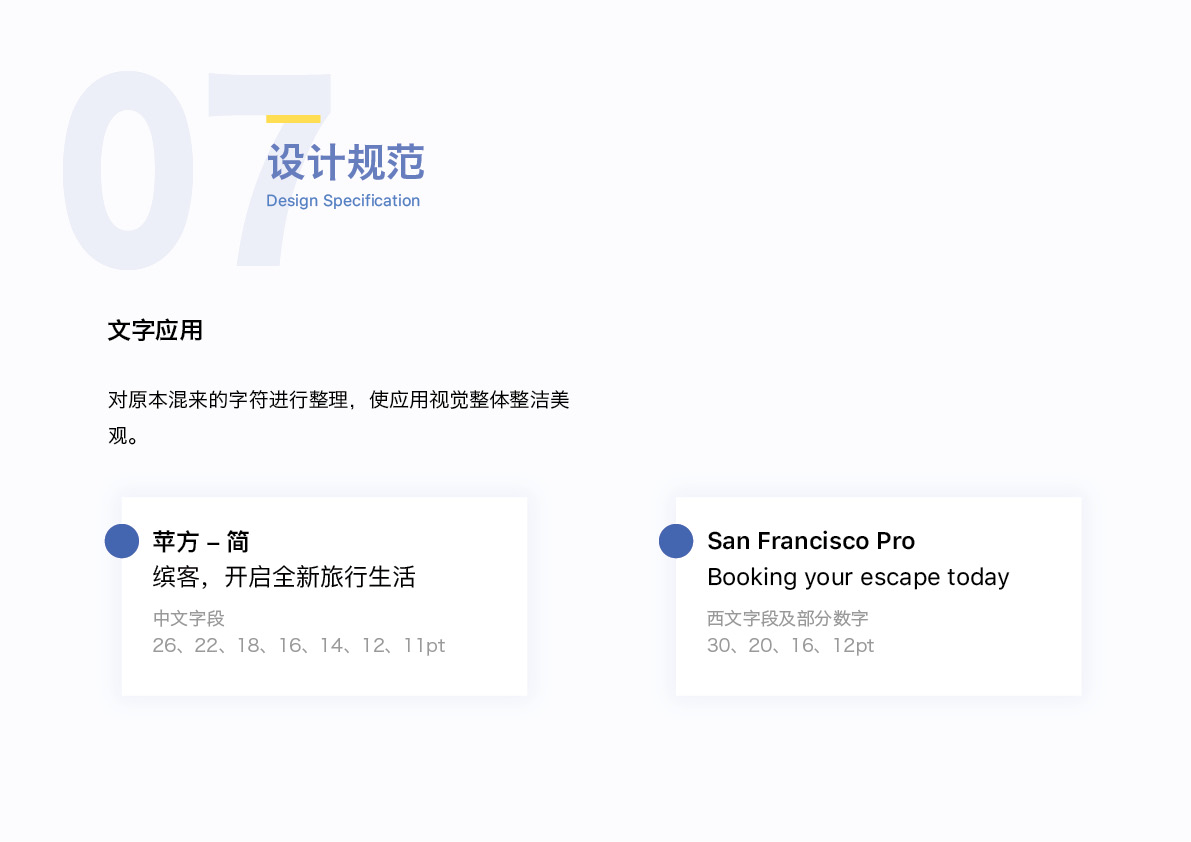 07
设计规范
Design Specification
文字应用
对原本混来的字符进行整理，使应用视觉整体整洁美
观。
苹方 – 简
缤客，开启全新旅行生活
中文字段
26、22、18、16、14、12、11pt
San Francisco Pro
Booking your escape today
西文字段及部分数字
30、20、16、12pt